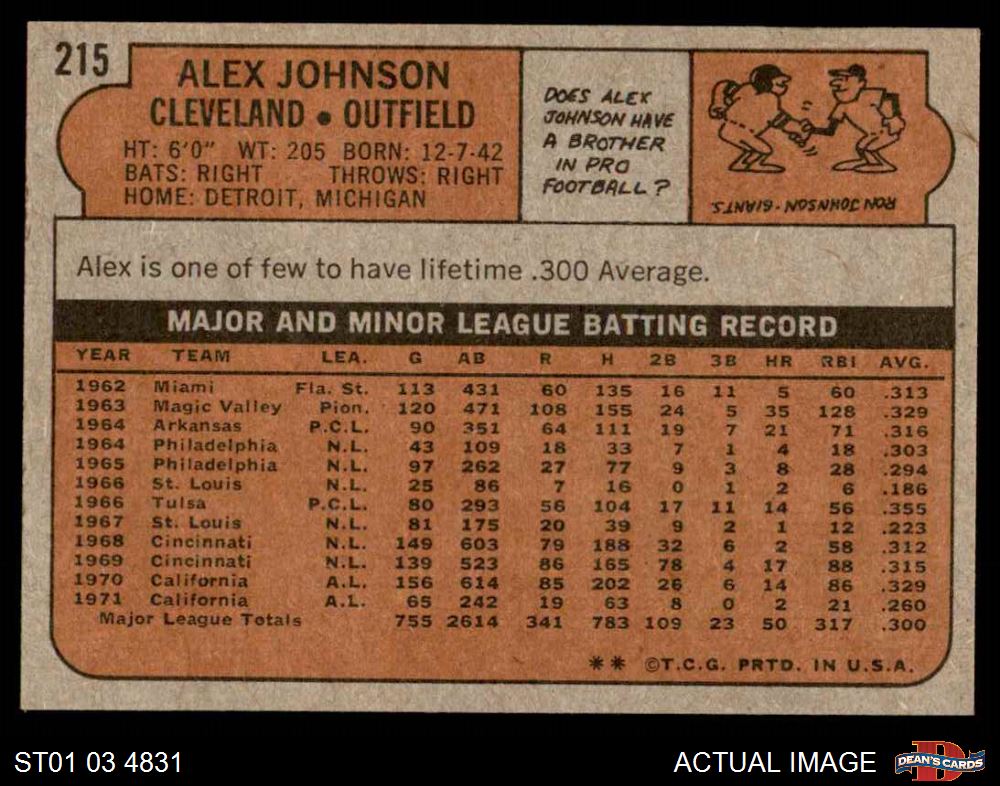 215
ALEX JOHNSON
CLEVELAND • OUTFIELD
HT: 6'0" WT: 205 BORN: 12-7-42
BATS: RIGHT THROWS: RIGHT
HOME: DETROIT, MICHIGAN
DOES ALEX
JOHNSON HAVE
A BROTHER
IN PRO
FOOTBALL?
RON JOHNSON-GIANTS.
Alex is one of few to have lifetime .300 Average.
MAJOR AND MINOR LEAGUE BATTING RECORD
YEAR TEAM LEA. G AB R H 2B 3B HR RBI AVG.
1962 Miami Fla. St. 113 431 60 135 16 11 5 60 .313
1963 Magic Valley Pion. 120 471 108 155 24 5 35 128 .329
1964 Arkansas P.C.L. 90 351 64 111 19 7 21 71 .316
1964 Philadelphia N.L. 43 109 18 33 7 1 4 18 .303
1965 Philadelphia N.L. 97 262 27 77 9 3 8 28 .294
1966 St. Louis N.L. 25 86 7 16 0 1 2 6 .186
1966 Tulsa P.C.L. 80 293 56 104 17 11 14 56 .355
1967 St. Louis N.L. 81 175 20 39 9 2 1 12 .223
1968 Cincinnati N.L. 149 603 79 188 32 6 2 58 .312
1969 Cincinnati N.L. 139 523 86 165 78 4 17 88 .315
1970 California A.L. 156 614 85 202 26 6 14 86 .329
1971 California A.L. 65 242 19 63 8 0 2 21 .260
Major League Totals 755 2614 341 783 109 23 50 317 .300
** ©T.C.G. PRTD. IN U.S.A.
ST01 03 4831
ACTUAL IMAGE
DEAN'S CARDS